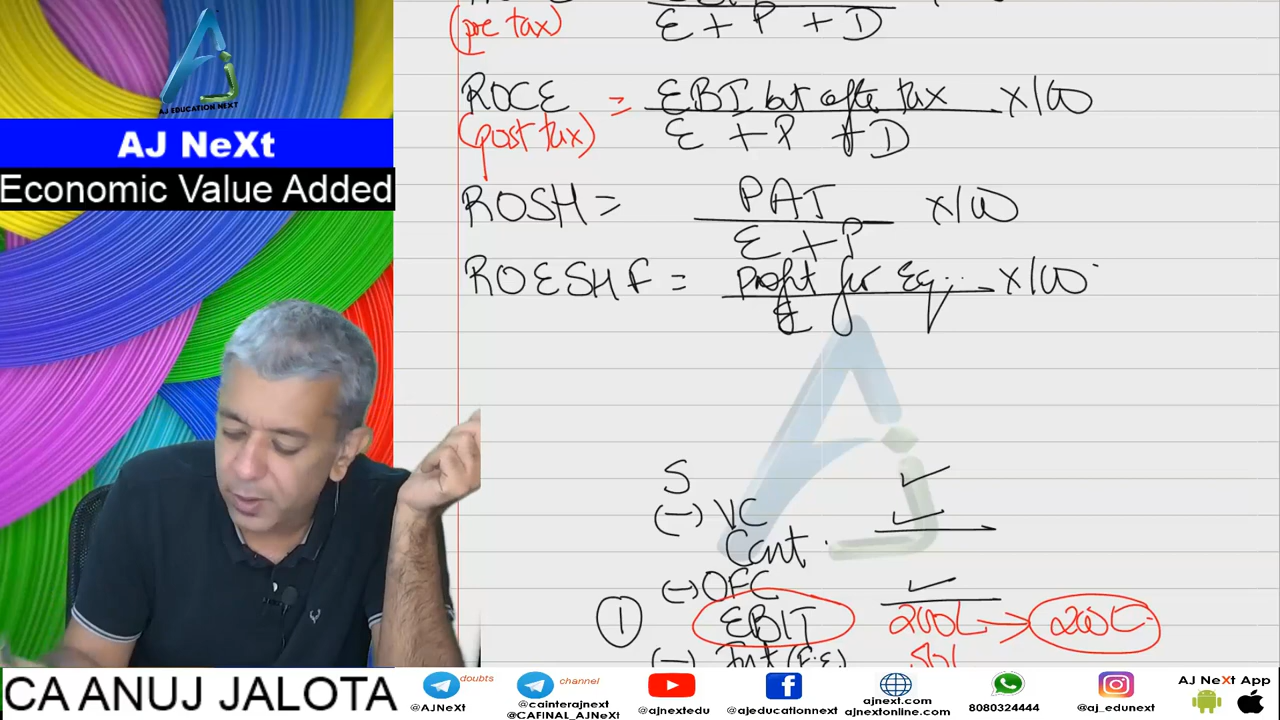 (pre tax)
E + P + D
ROCE = EBIT but after tax x100
(post tax) E + P + D
ROSH = PAT x100
E + P
ROESHF = Profit for Eq. x100
E
S
(-) VC
Cont.
(-) OFC
① EBIT 200L → 200L
(-) Int (F.E)
AJ EDUCATION NEXT
AJ NeXt
Economic Value Added
CA ANUJ JALOTA
doubts
@AJNeXt
channel
@cainterajnext
@CAFINAL_AJNeXt
@ajnextedu
@ajeducationnext
ajnext.com
ajnextonline.com
8080324444
@aj_edunext
AJ NeXt App